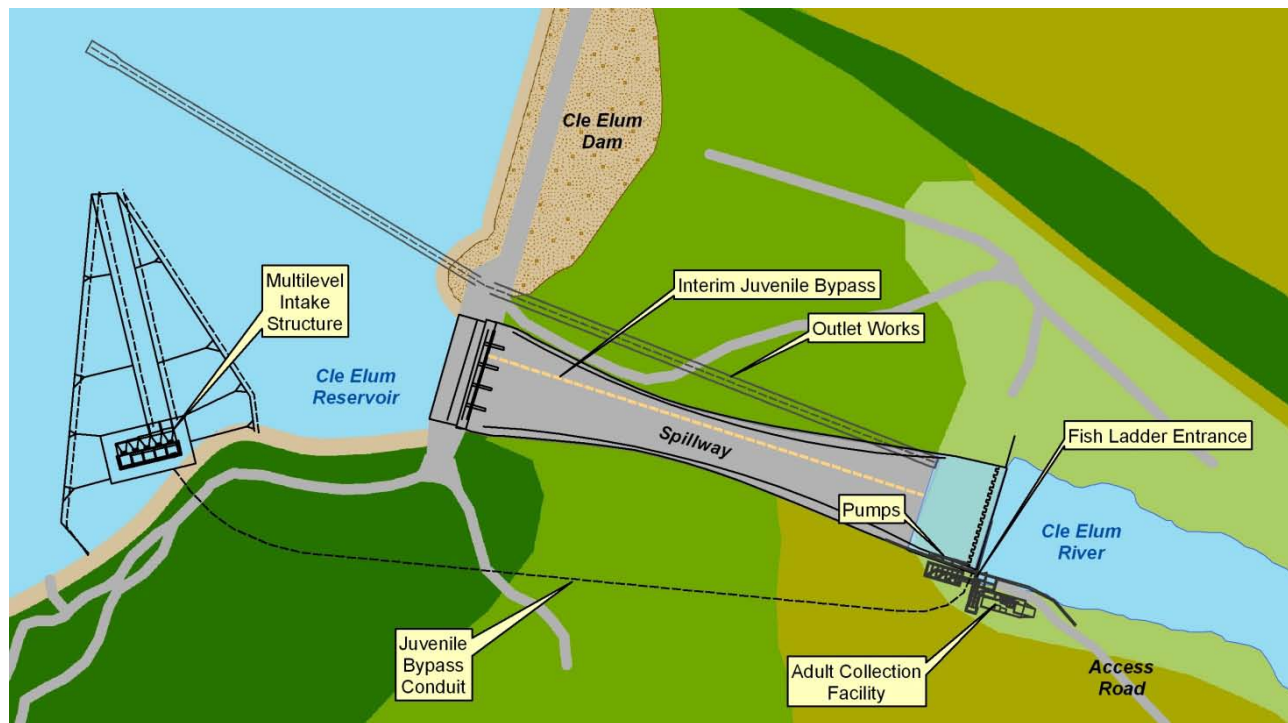 Cle Elum
Dam
Multilevel
Intake
Structure
Interim Juvenile Bypass
Outlet Works
Cle Elum
Reservoir
Spillway
Fish Ladder Entrance
Pumps
Cle Elum
River
Juvenile
Bypass
Conduit
Adult Collection
Facility
Access
Road